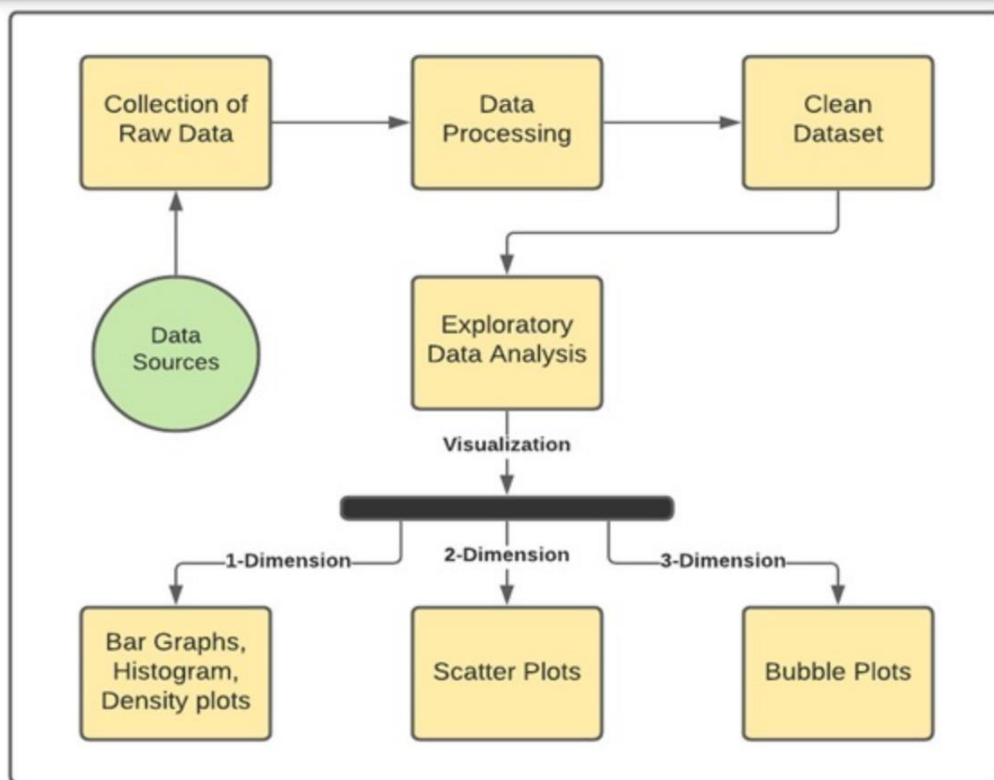 Collection of
Raw Data
Data
Processing
Clean
Dataset
Data
Sources
Exploratory
Data Analysis
Visualization
1-Dimension
2-Dimension
3-Dimension
Bar Graphs,
Histogram,
Density plots
Scatter Plots
Bubble Plots